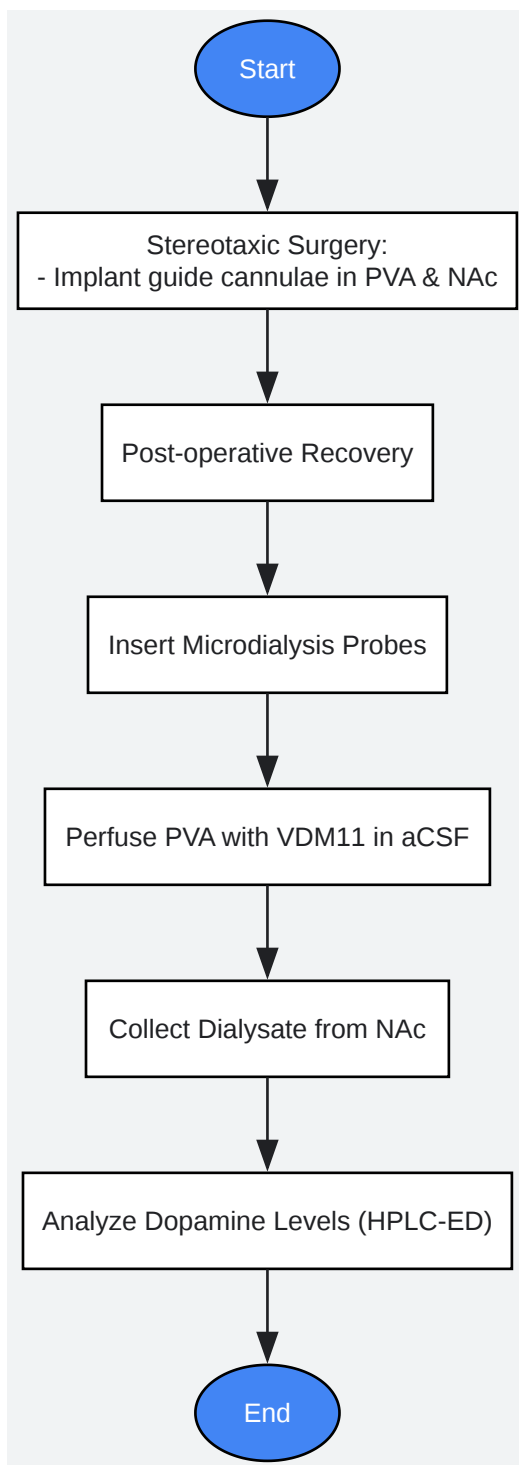 Start
Stereotaxic Surgery:
- Implant guide cannulae in PVA & NAc
Post-operative Recovery
Insert Microdialysis Probes
Perfuse PVA with VDM11 in aCSF
Collect Dialysate from NAc
Analyze Dopamine Levels (HPLC-ED)
End